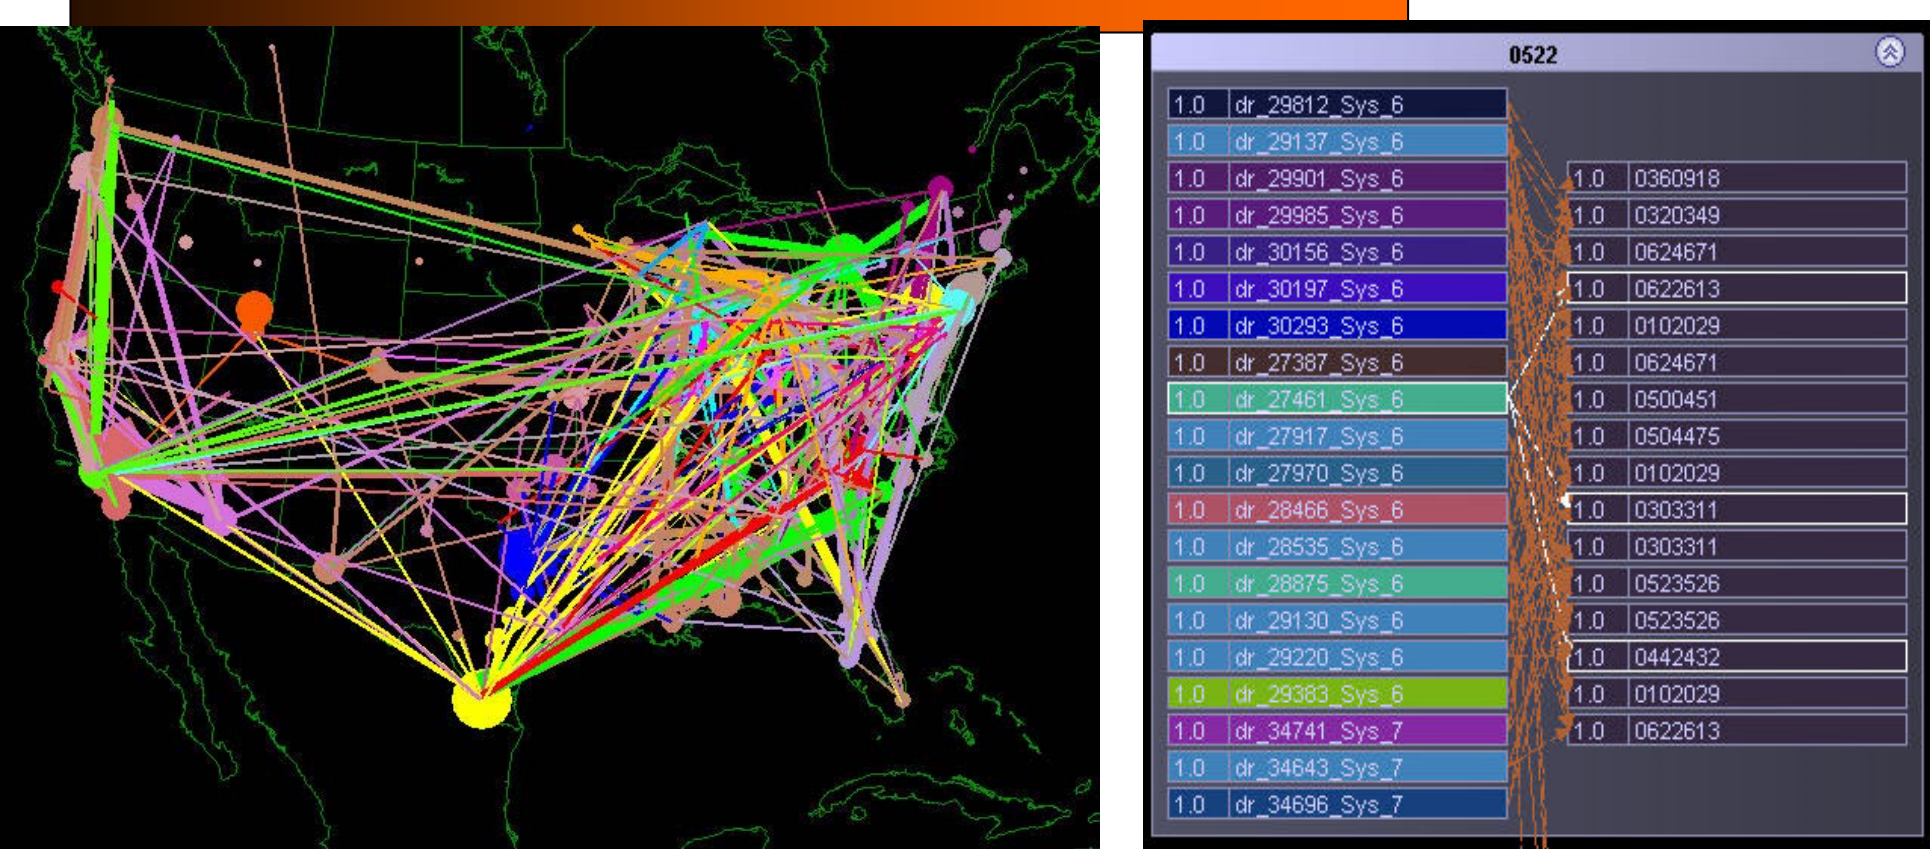 0522
1.0 dr_29812_Sys_6
1.0 dr_29137_Sys_6
1.0 dr_29901_Sys_6
1.0 dr_29985_Sys_6
1.0 dr_30156_Sys_6
1.0 dr_30197_Sys_6
1.0 dr_30293_Sys_6
1.0 dr_27387_Sys_6
1.0 dr_27461_Sys_6
1.0 dr_27917_Sys_6
1.0 dr_27970_Sys_6
1.0 dr_28466_Sys_6
1.0 dr_28535_Sys_6
1.0 dr_28875_Sys_6
1.0 dr_29130_Sys_6
1.0 dr_29220_Sys_6
1.0 dr_29383_Sys_6
1.0 dr_34741_Sys_7
1.0 dr_34643_Sys_7
1.0 dr_34696_Sys_7
1.0 0360918
1.0 0320349
1.0 0624671
1.0 0622613
1.0 0102029
1.0 0624671
1.0 0500451
1.0 0504475
1.0 0102029
1.0 0303311
1.0 0303311
1.0 0523526
1.0 0523526
1.0 0442432
1.0 0102029
1.0 0622613